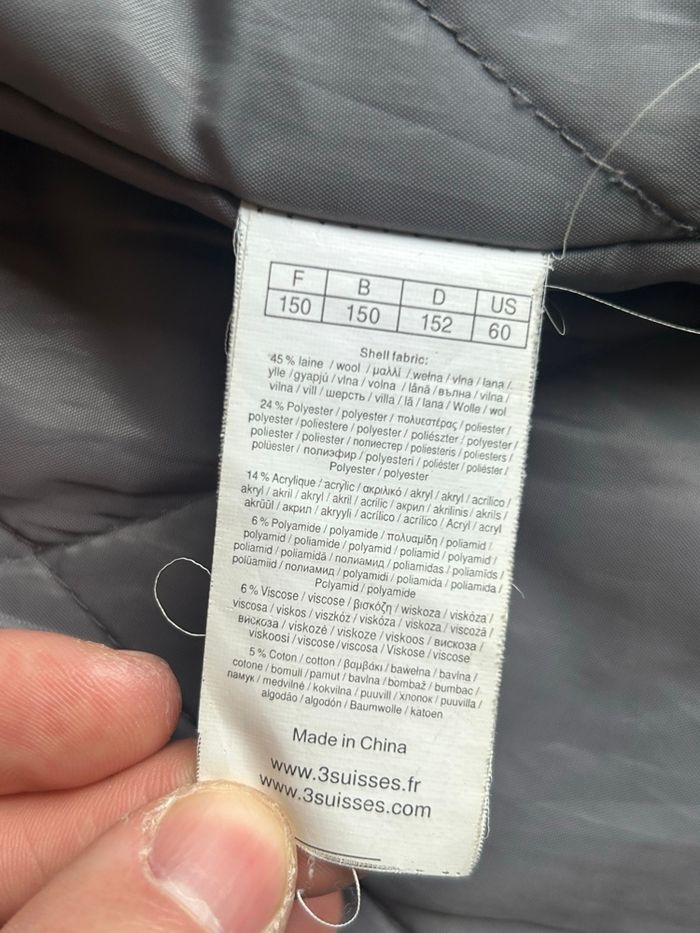 F B D US
150 150 152 60
Shell fabric:
45 % laine / wool / μαλλί / wełna / vlna / lana /
ylle / gyapjú / vlna / volna / lână / вълна / vilna /
vilna / vill / шерсть / villa / lã / lana / Wolle / wol
24 % Polyester / polyester / πολυεστέρας / poliester /
polyester / poliestere / polyester / poliészter / polyester /
poliester / poliester / полиестер / poliesteris / poliesters /
polüester / полиэфир / polyesteri / poliéster / poliéster /
Polyester / polyester
14 % Acrylique / acrylic / ακριλικό / akryl / akryl / acrilico /
akryl / akril / akryl / akril / acrilic / акрил / akrilinis / akrils /
akrüül / акрил / akryyli / acrílico / acrílico / Acryl / acryl
6 % Polyamide / polyamide / πολυαμίδη / poliamid /
polyamid / poliamide / polyamid / poliamid / polyamid /
poliamid / poliamidă / полиамид / poliamidas / poliamīds /
polüamiid / полиамид / polyamidi / poliamida / poliamida /
Polyamid / polyamide
6 % Viscose / viscose / βισκόζη / wiskoza / viskóza /
viscosa / viskos / viszkóz / viskóza / viskoza / viscoză /
вискоза / viskozė / viskoze / viskoos / вискоза /
viskoosi / viscose / viscosa / Viskose / viscose
5 % Coton / cotton / βαμβάκι / bawełna / bavlna /
cotone / bomull / pamut / bavlna / bombaž / bumbac /
памук / medvilnė / kokvilna / puuvill / хлопок / puuvilla /
algodão / algodón / Baumwolle / katoen
Made in China
www.3suisses.fr
www.3suisses.com